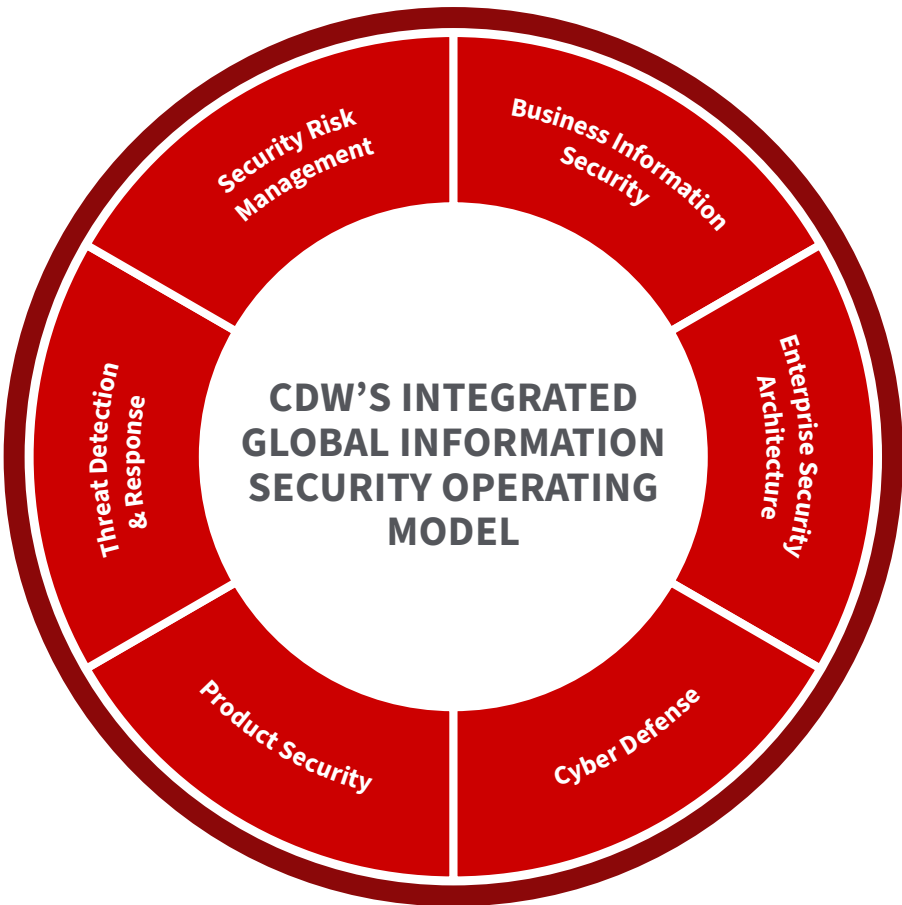 CDW’S INTEGRATED
GLOBAL INFORMATION
SECURITY OPERATING
MODEL
Business Information
Security
Enterprise Security
Architecture
Cyber Defense
Product Security
Threat Detection
& Response
Security Risk
Management